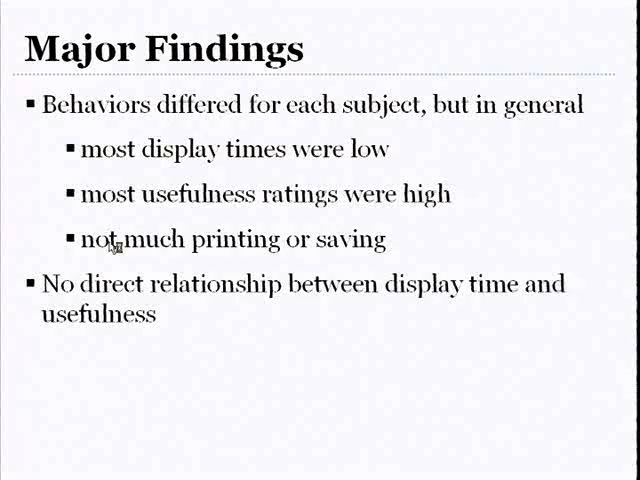 Major Findings
▪ Behaviors differed for each subject, but in general
▪ most display times were low
▪ most usefulness ratings were high
▪ not much printing or saving
▪ No direct relationship between display time and
usefulness